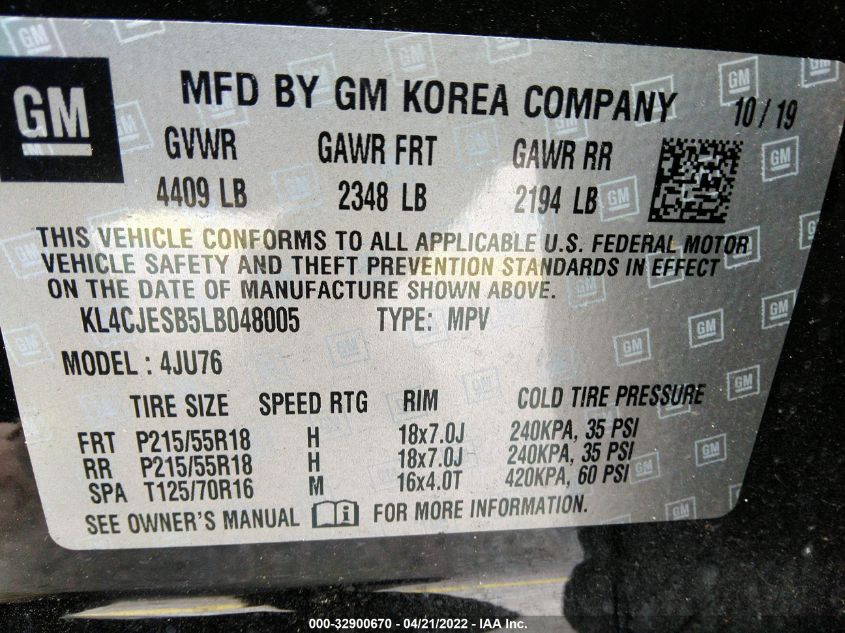 GM
MFD BY GM KOREA COMPANY 10/19
GVWR GAWR FRT GAWR RR
4409 LB 2348 LB 2194 LB
THIS VEHICLE CONFORMS TO ALL APPLICABLE U.S. FEDERAL MOTOR
VEHICLE SAFETY AND THEFT PREVENTION STANDARDS IN EFFECT
ON THE DATE OF MANUFACTURE SHOWN ABOVE.
KL4CJESB5LB048005 TYPE: MPV
MODEL : 4JU76
TIRE SIZE SPEED RTG RIM COLD TIRE PRESSURE
FRT P215/55R18 H 18x7.0J 240KPA, 35 PSI
RR P215/55R18 H 18x7.0J 240KPA, 35 PSI
SPA T125/70R16 M 16x4.0T 420KPA, 60 PSI
SEE OWNER'S MANUAL FOR MORE INFORMATION.
000-32900670 - 04/21/2022 - IAA Inc.